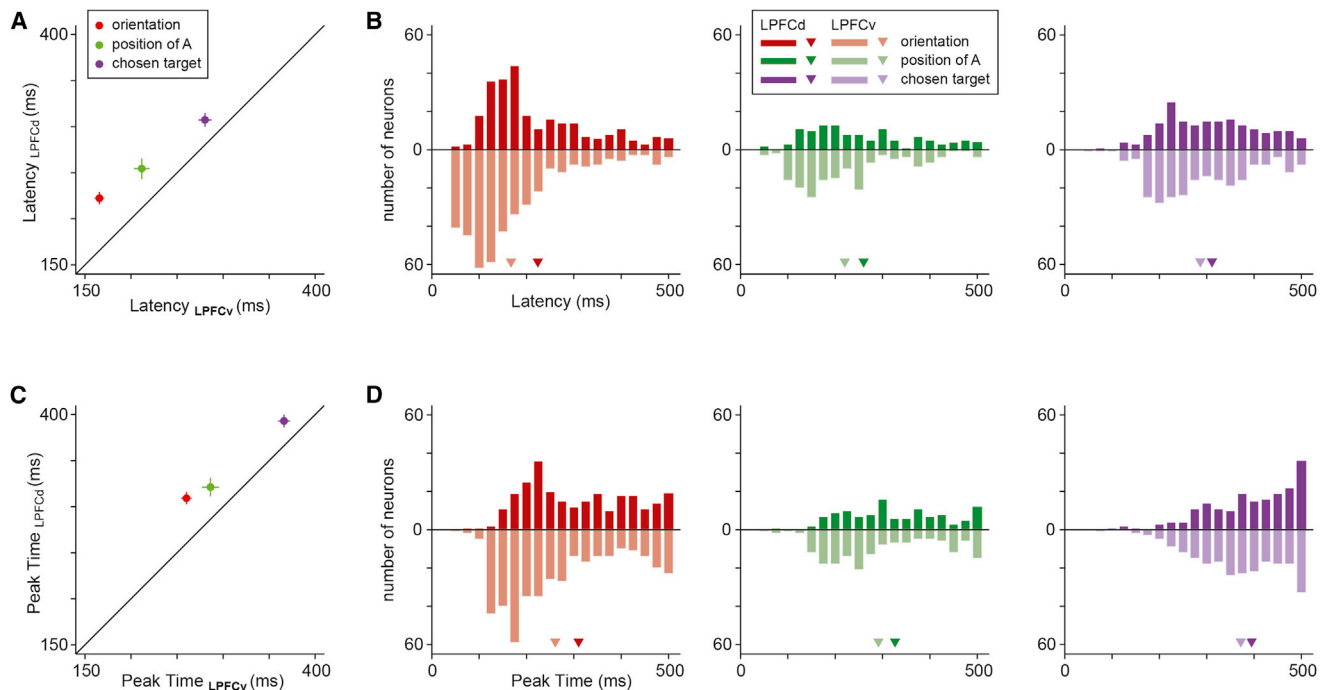 A
400
orientation
position of A
chosen target
Latency LPFCd (ms)
150
150
400
Latency LPFCv (ms)
B
60
number of neurons
0
60
0
500
Latency (ms)
60
0
60
0
500
LPFCd LPFCv
orientation
position of A
chosen target
60
0
60
0
500
C
400
Peak Time LPFCd (ms)
150
150
400
Peak Time LPFCv (ms)
D
60
number of neurons
0
60
0
500
Peak Time (ms)
60
0
60
0
500
60
0
60
0
500